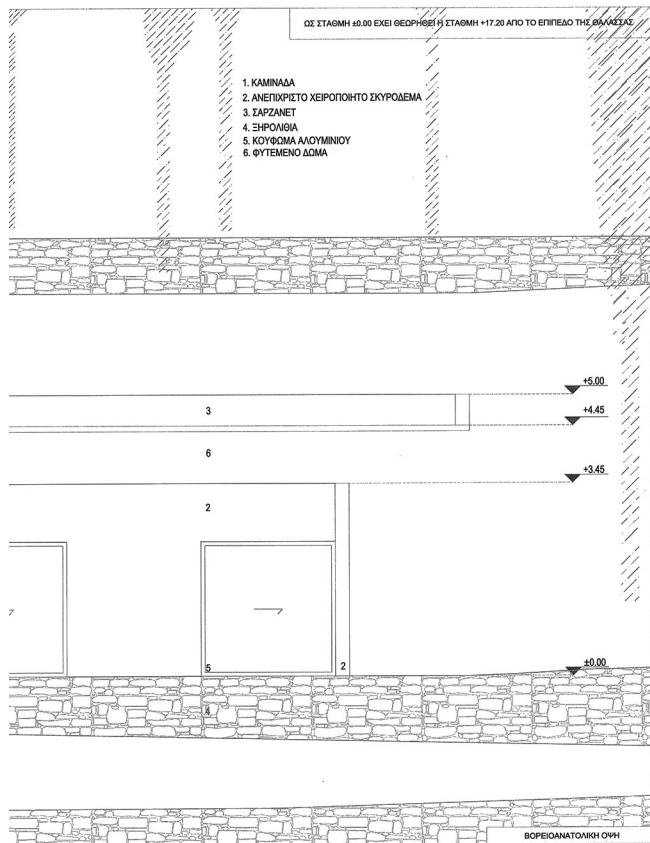 ΩΣ ΣΤΑΘΜΗ ±0.00 ΕΧΕΙ ΘΕΩΡΗΘΕΙ Η ΣΤΑΘΜΗ +17.20 ΑΠΟ ΤΟ ΕΠΙΠΕΔΟ ΤΗΣ ΘΑΛΑΣΣΑΣ
1. ΚΑΜΙΝΑΔΑ
2. ΑΝΕΠΙΧΡΙΣΤΟ ΧΕΙΡΟΠΟΙΗΤΟ ΣΚΥΡΟΔΕΜΑ
3. ΣΑΡΖΑΝΕΤ
4. ΞΗΡΟΛΙΘΙΑ
5. ΚΟΥΦΩΜΑ ΑΛΟΥΜΙΝΙΟΥ
6. ΦΥΤΕΜΕΝΟ ΔΩΜΑ
+5.00
3
+4.45
6
+3.45
2
5
2
±0.00
4
ΒΟΡΕΙΟΑΝΑΤΟΛΙΚΗ ΟΨΗ